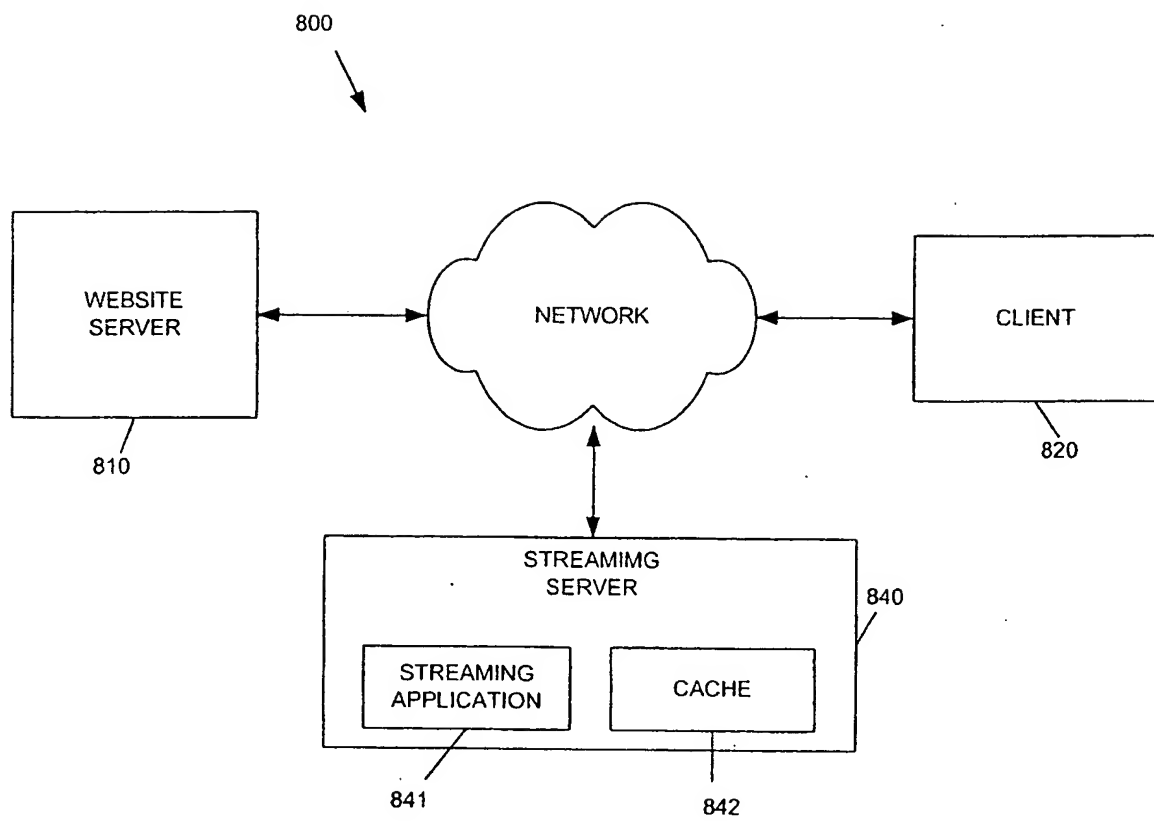 800
WEBSITE
SERVER
NETWORK
CLIENT
810
820
STREAMIMG
SERVER
840
STREAMING
APPLICATION
CACHE
841
842